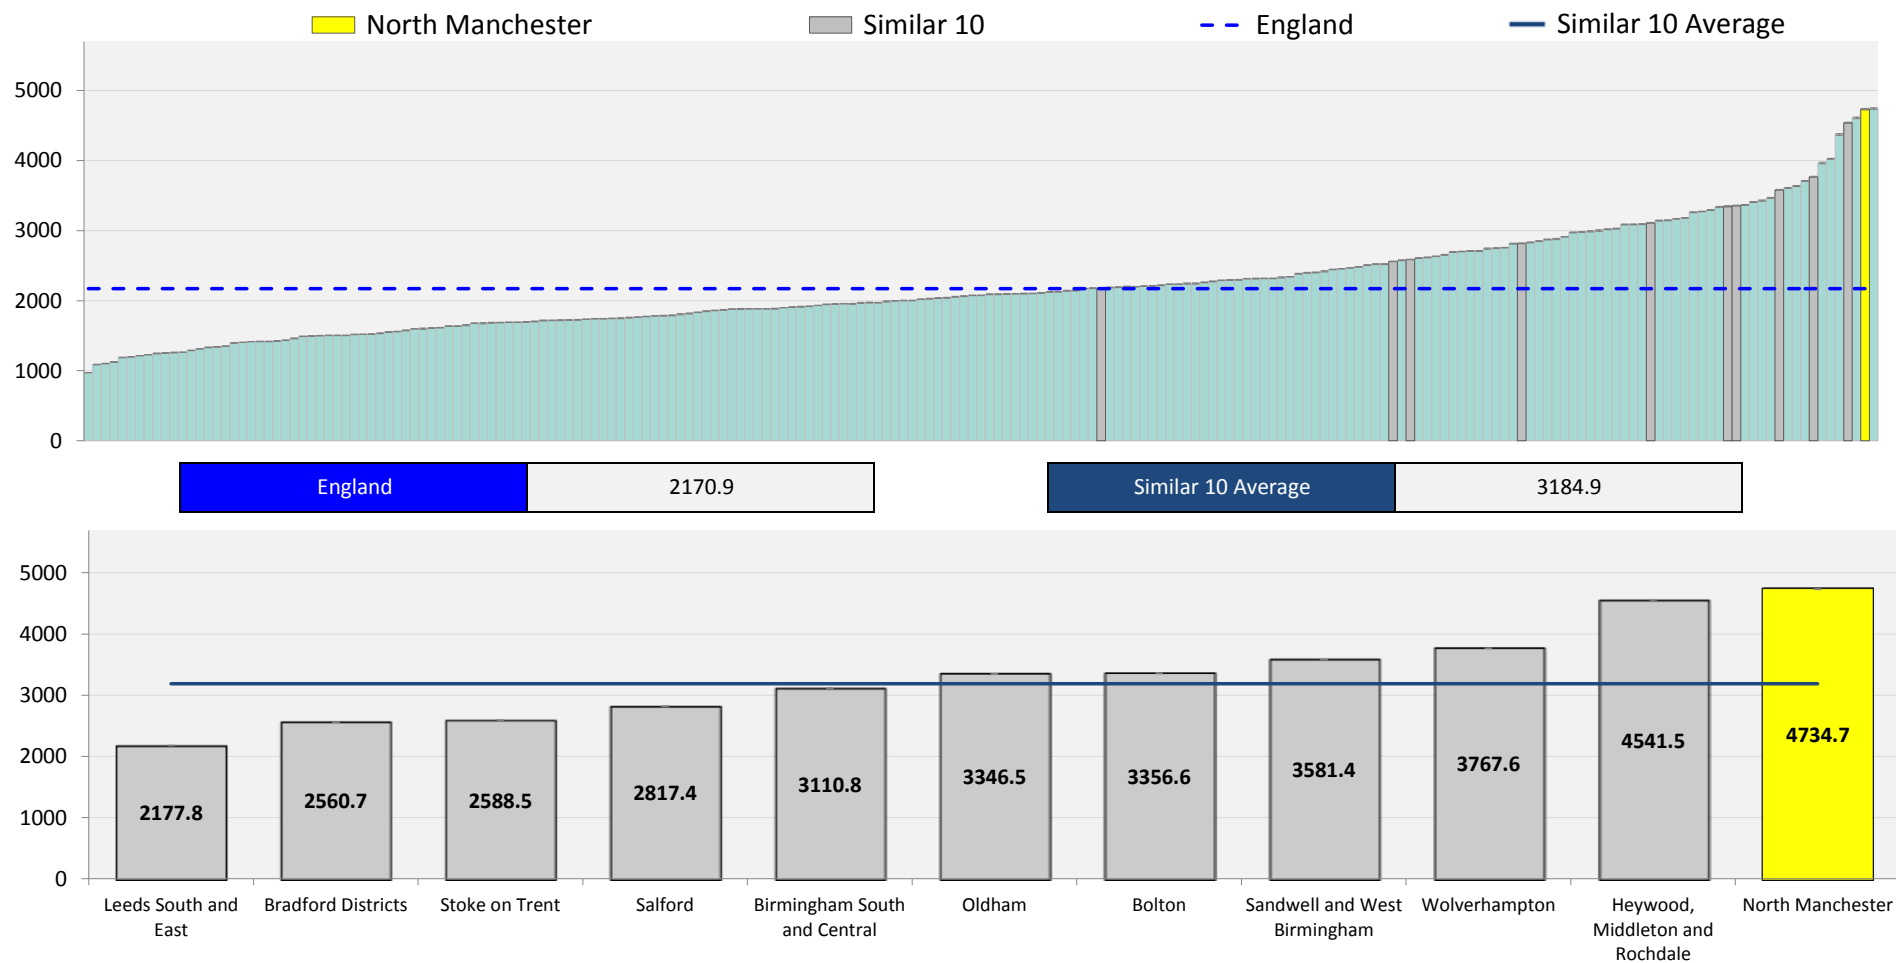 North Manchester
Similar 10
England
Similar 10 Average
5000
4000
3000
2000
1000
0
England
2170.9
Similar 10 Average
3184.9
5000
4000
3000
2000
1000
0
2177.8
2560.7
2588.5
2817.4
3110.8
3346.5
3356.6
3581.4
3767.6
4541.5
4734.7
Leeds South and
East
Bradford Districts
Stoke on Trent
Salford
Birmingham South
and Central
Oldham
Bolton
Sandwell and West
Birmingham
Wolverhampton
Heywood,
Middleton and
Rochdale
North Manchester